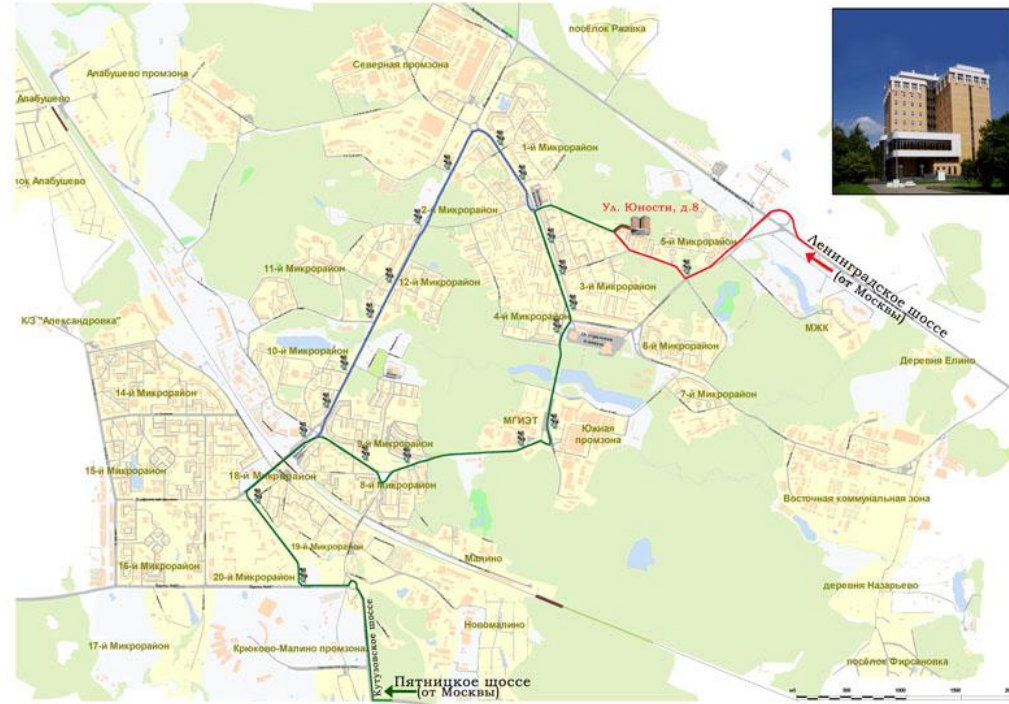 посёлок Ржавка
Северная промзона
Алабушево промзона
Алабушево
1-й Микрорайон
лок Алабушево
2-й Микрорайон
Ул. Юности, д.8
5-й Микрорайон
Ленинградское шоссе
(от Москвы)
11-й Микрорайон
12-й Микрорайон
3-й Микрорайон
4-й Микрорайон
МЖК
К/З "Александровка"
10-й Микрорайон
6-й Микрорайон
Деревня Елино
14-й Микрорайон
7-й Микрорайон
МГИЭТ
Южная
промзона
9-й Микрорайон
15-й Микрорайон
18-й Микрорайон
8-й Микрорайон
Восточная коммунальная зона
19-й Микрорайон
Малино
16-й Микрорайон
20-й Микрорайон
деревня Назарьево
Новомалино
17-й Микрорайон
Крюково-Малино промзона
Кутузовское шоссе
посёлок Фирсановка
Пятницкое шоссе
(от Москвы)